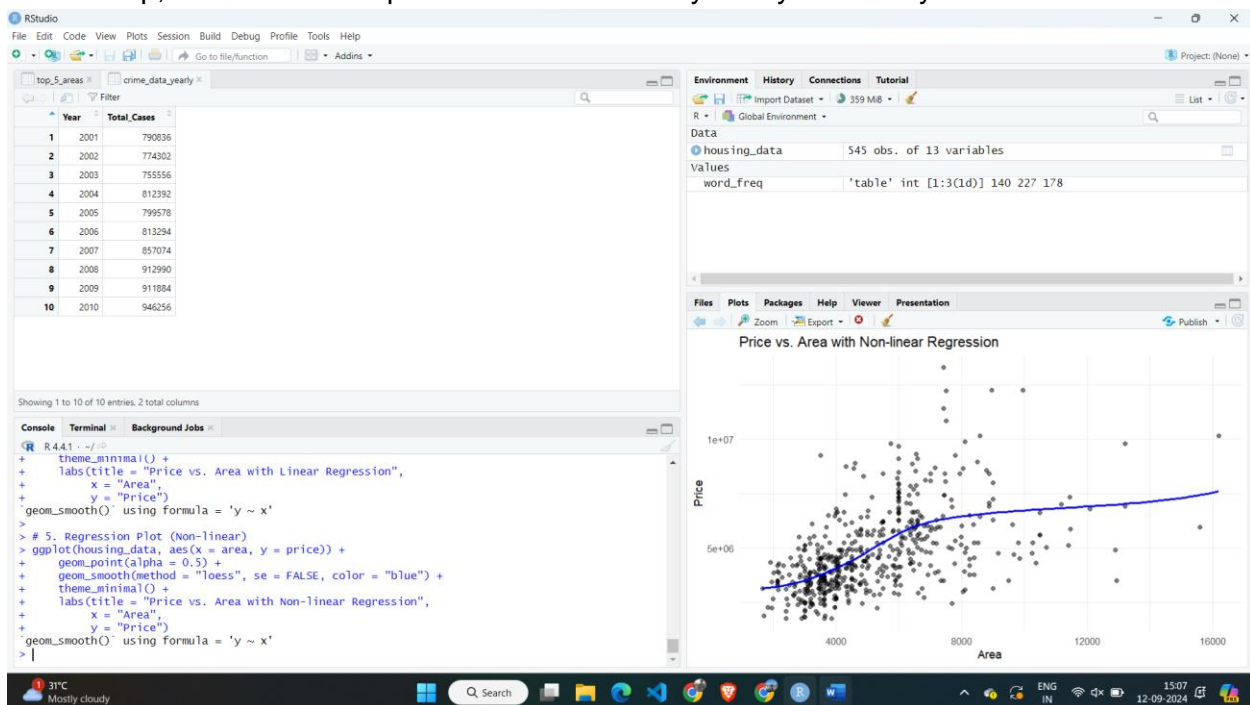 RStudio
File Edit Code View Plots Session Build Debug Profile Tools Help
Go to file/function Addins Project: (None)
top_5_areas crime_data_yearly
Filter
Year Total_Cases
1 2001 790836
2 2002 774302
3 2003 755556
4 2004 812392
5 2005 799578
6 2006 813294
7 2007 857074
8 2008 912990
9 2009 911884
10 2010 946256
Showing 1 to 10 of 10 entries, 2 total columns
Console Terminal Background Jobs
R 4.4.1 · ~/
+ theme_minimal() +
+ labs(title = "Price vs. Area with Linear Regression",
+ x = "Area",
+ y = "Price")
`geom_smooth()` using formula = 'y ~ x'
>
> # 5. Regression Plot (Non-linear)
> ggplot(housing_data, aes(x = area, y = price)) +
+ geom_point(alpha = 0.5) +
+ geom_smooth(method = "loess", se = FALSE, color = "blue") +
+ theme_minimal() +
+ labs(title = "Price vs. Area with Non-linear Regression",
+ x = "Area",
+ y = "Price")
`geom_smooth()` using formula = 'y ~ x'
>
Environment History Connections Tutorial
Import Dataset 359 MiB List
R Global Environment
Data
housing_data 545 obs. of 13 variables
Values
word_freq 'table' int [1:3(1d)] 140 227 178
Files Plots Packages Help Viewer Presentation
Zoom Export Publish
Price vs. Area with Non-linear Regression
1e+07
Price
5e+06
4000 8000 12000 16000
Area
1 31°C
Mostly cloudy
Search
ENG
IN
15:07
12-09-2024